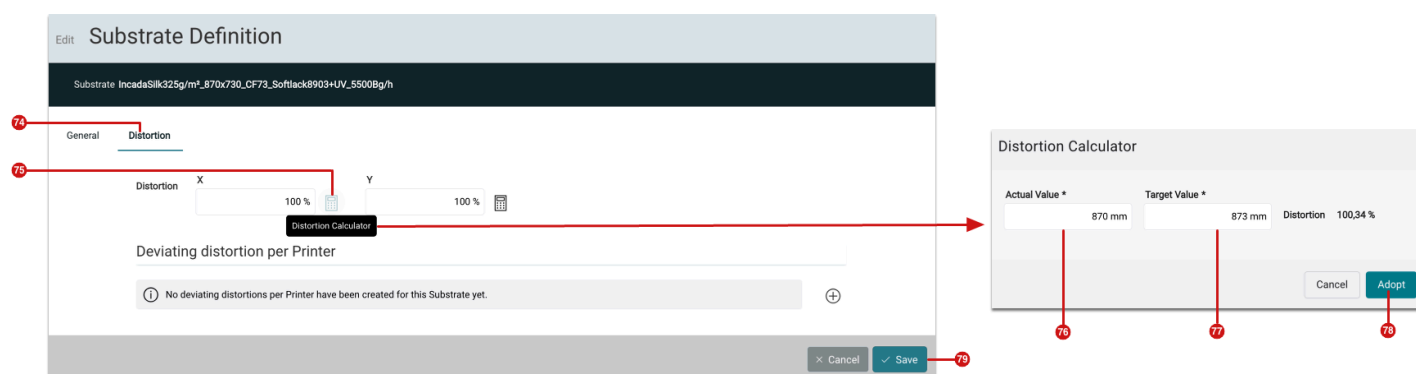 Edit Substrate Definition
Substrate IncadaSilk325g/m²_870x730_CF73_Softlack8903+UV_5500Bg/h
74
General Distortion
75
X Y
Distortion 100 % 100 %
Distortion Calculator
Deviating distortion per Printer
No deviating distortions per Printer have been created for this Substrate yet.
× Cancel ✓ Save 79
Distortion Calculator
Actual Value * Target Value *
870 mm 873 mm Distortion 100,34 %
Cancel Adopt
76 77 78